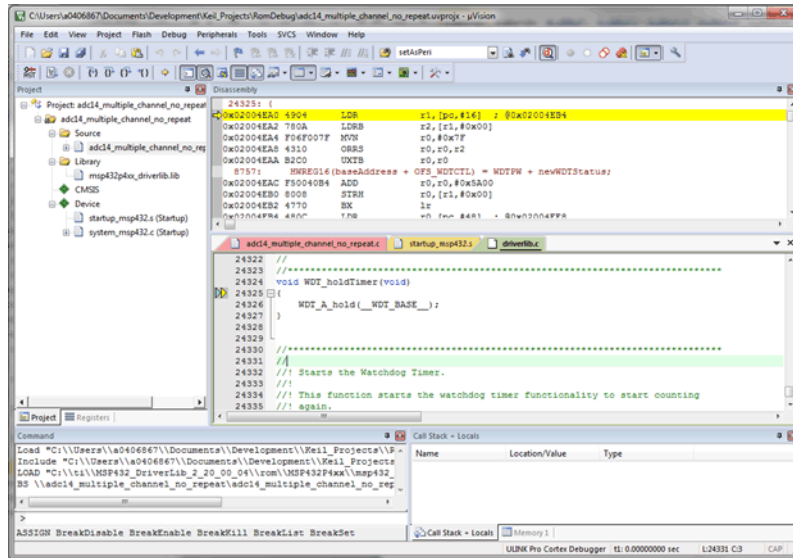 C:\Users\a0406867\Documents\Development\Keil_Projects\RomDebug\adc14_multiple_channel_no_repeat.uvprojx - µVision
File Edit View Project Flash Debug Peripherals Tools SVCS Window Help
setAsPeri
Project
Project: adc14_multiple_channel_no_repeat
adc14_multiple_channel_no_repeat
Source
adc14_multiple_channel_no_rep
Library
msp432p4xx_driverlib.lib
CMSIS
Device
startup_msp432.s (Startup)
system_msp432.c (Startup)
Project Registers
Disassembly
24325: {
0x02004EA0 4904 LDR r1,[pc,#16] ; @0x02004EB4
0x02004EA2 780A LDRB r2,[r1,#0x00]
0x02004EA4 F06F007F MVN r0,#0x7F
0x02004EA8 4310 ORRS r0,r0,r2
0x02004EAA B2C0 UXTB r0,r0
8757: HWREG16(baseAddress + OFS_WDTCTL) = WDTPW + newWDTStatus;
0x02004EAC F50040B4 ADD r0,r0,#0x5A00
0x02004EB0 8008 STRH r0,[r1,#0x00]
0x02004EB2 4770 BX lr
0x02004EB4 480C LDR r0,[pc,#48] ; @0x02004EE8
adc14_multiple_channel_no_repeat.c startup_msp432.s driverlib.c
24322 //
24323 //*****************************************************************************
24324 void WDT_holdTimer(void)
24325 {
24326 WDT_A_hold(__WDT_BASE__);
24327 }
24328
24329
24330 //*****************************************************************************
24331 //
24332 //! Starts the Watchdog Timer.
24333 //!
24334 //! This function starts the watchdog timer functionality to start counting
24335 //! again.
Command
Load "C:\\Users\\a0406867\\Documents\\Development\\Keil_Projects\\R
Include "C:\\Users\\a0406867\\Documents\\Development\\Keil_Projects
LOAD "C:\\ti\\MSP432_DriverLib_2_20_00_04\\rom\\MSP432P4xx\\msp432_
BS \\adc14_multiple_channel_no_repeat\adc14_multiple_channel_no_rep
>
ASSIGN BreakDisable BreakEnable BreakKill BreakList BreakSet
Call Stack + Locals
Name Location/Value Type
Call Stack + Locals Memory 1
ULINK Pro Cortex Debugger t1: 0.00000000 sec L:24331 C:3 CAP